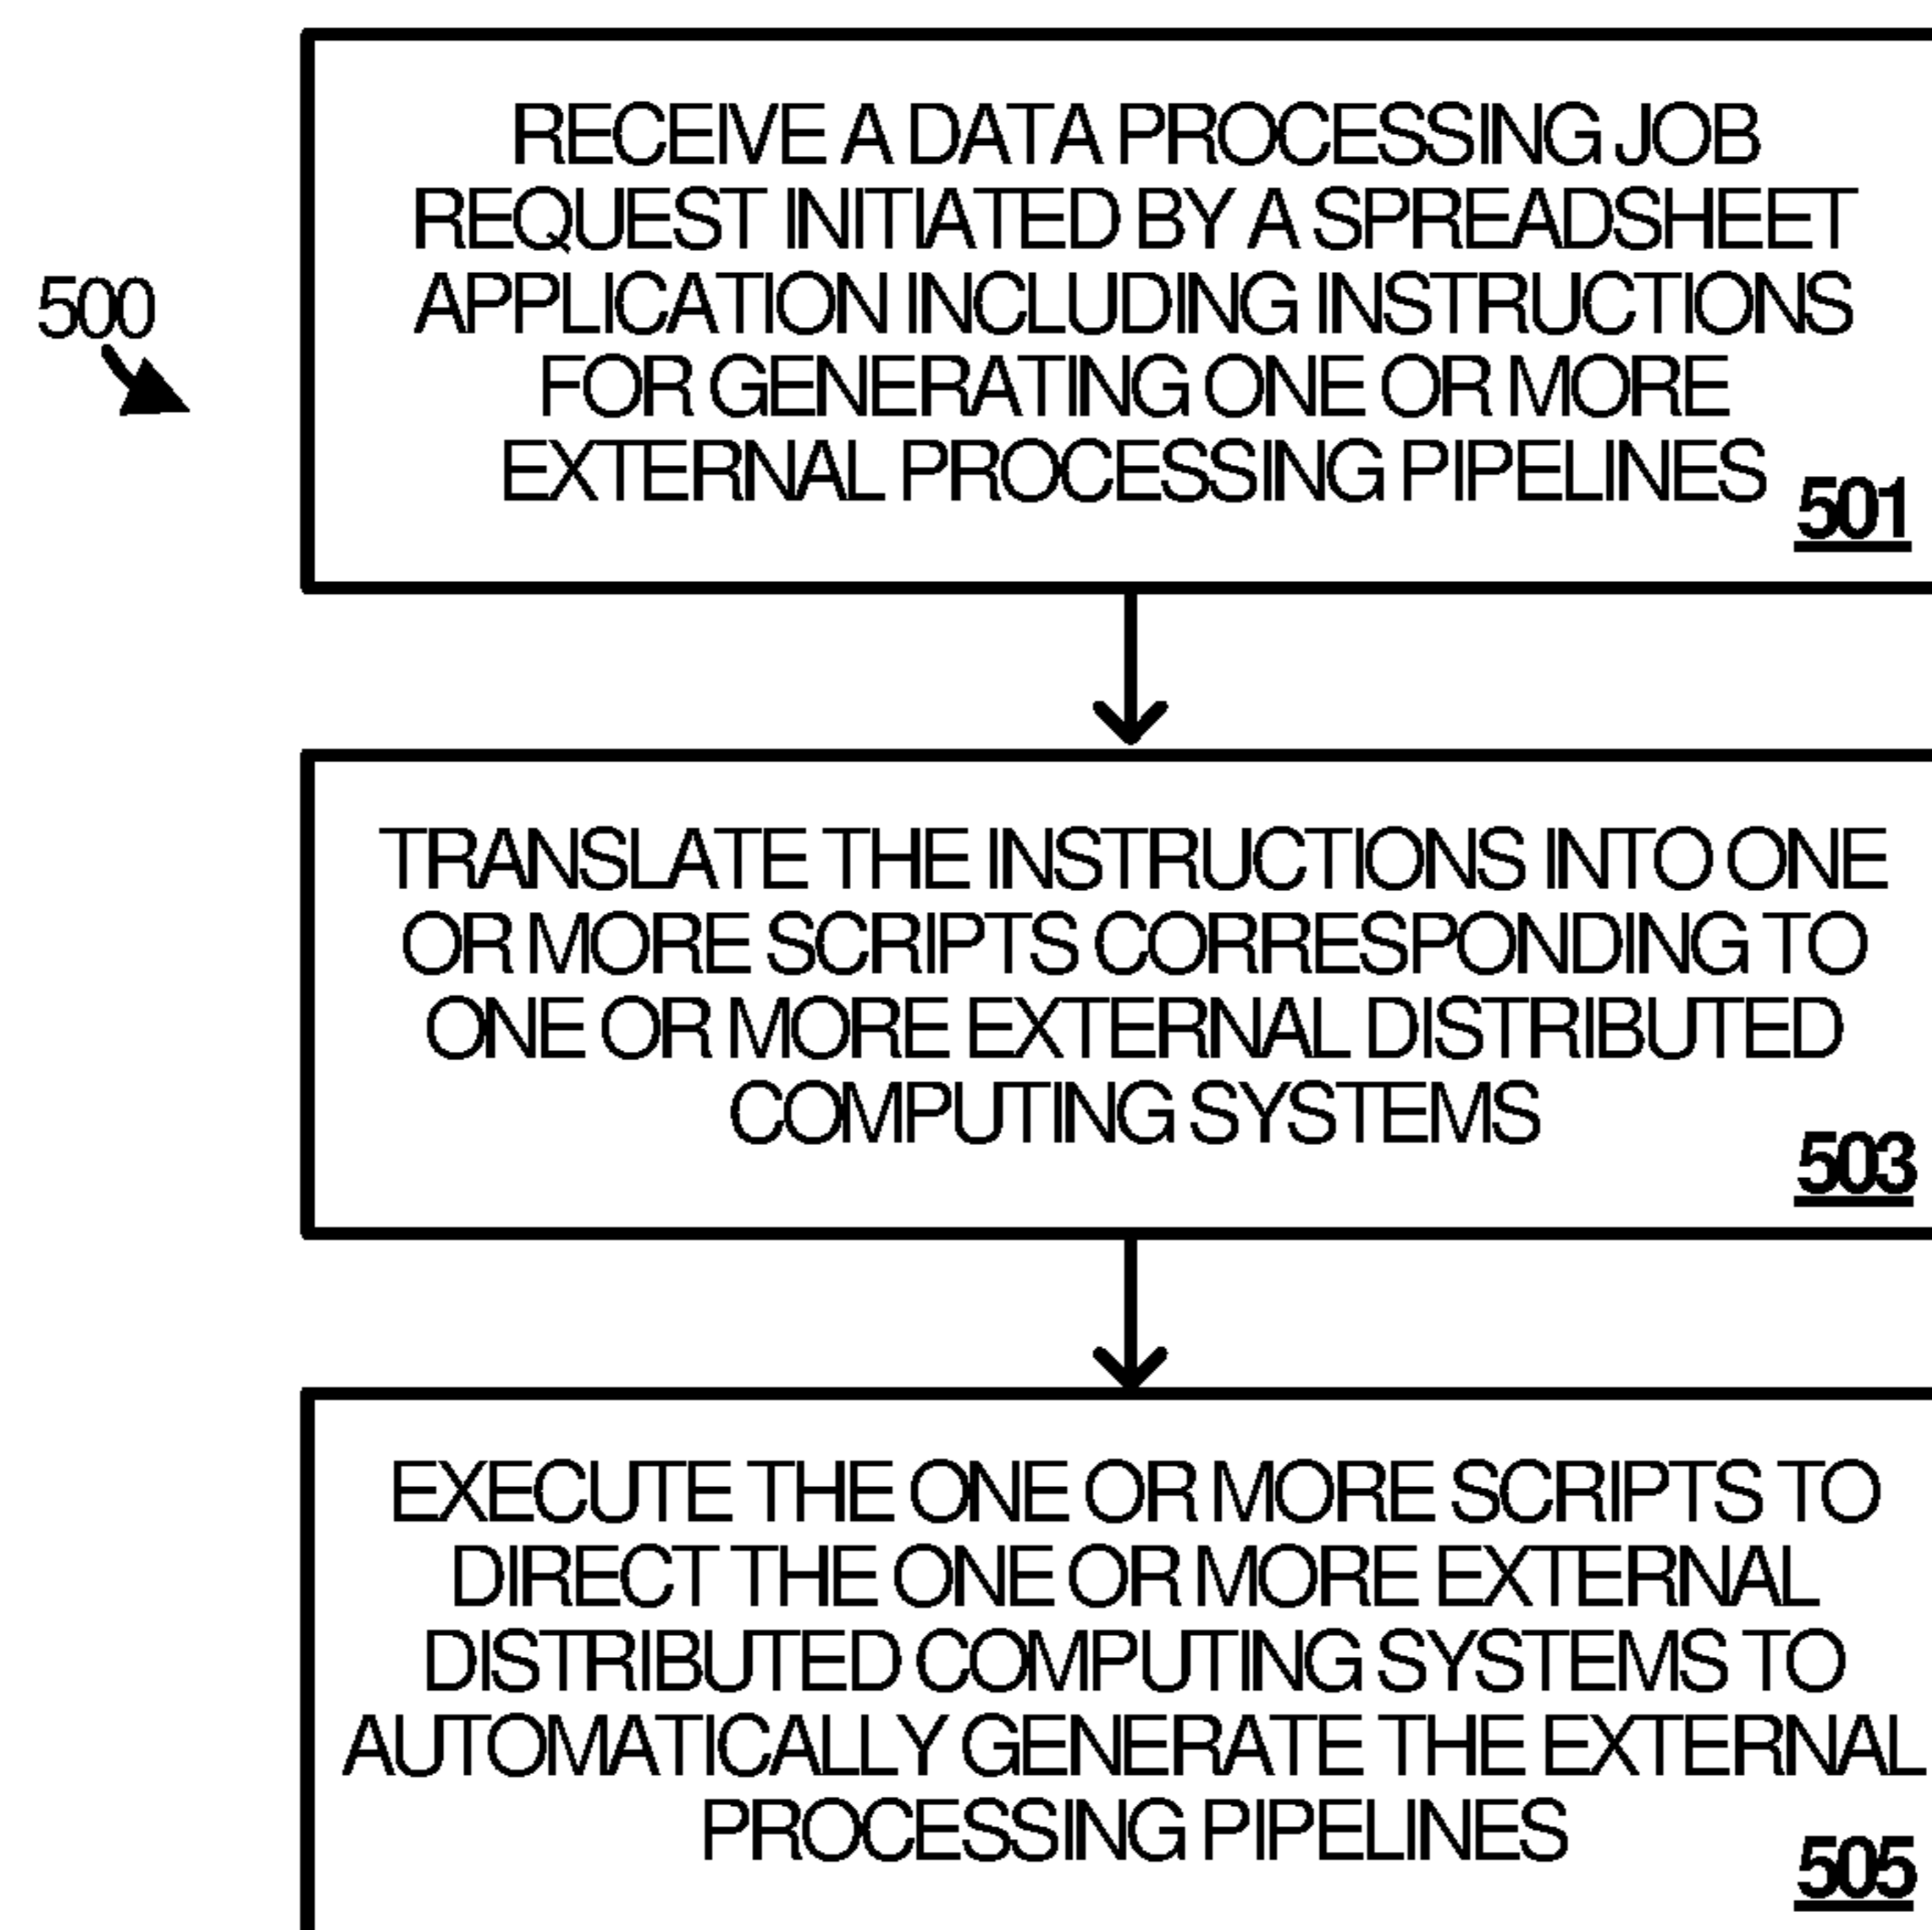 RECEIVE A DATA PROCESSING JOB
REQUEST INITIATED BY A SPREADSHEET
APPLICATION INCLUDING INSTRUCTIONS
FOR GENERATING ONE OR MORE
EXTERNAL PROCESSING PIPELINES
501
500
TRANSLATE THE INSTRUCTIONS INTO ONE
OR MORE SCRIPTS CORRESPONDING TO
ONE OR MORE EXTERNAL DISTRIBUTED
COMPUTING SYSTEMS
503
EXECUTE THE ONE OR MORE SCRIPTS TO
DIRECT THE ONE OR MORE EXTERNAL
DISTRIBUTED COMPUTING SYSTEMS TO
AUTOMATICALLY GENERATE THE EXTERNAL
PROCESSING PIPELINES
505